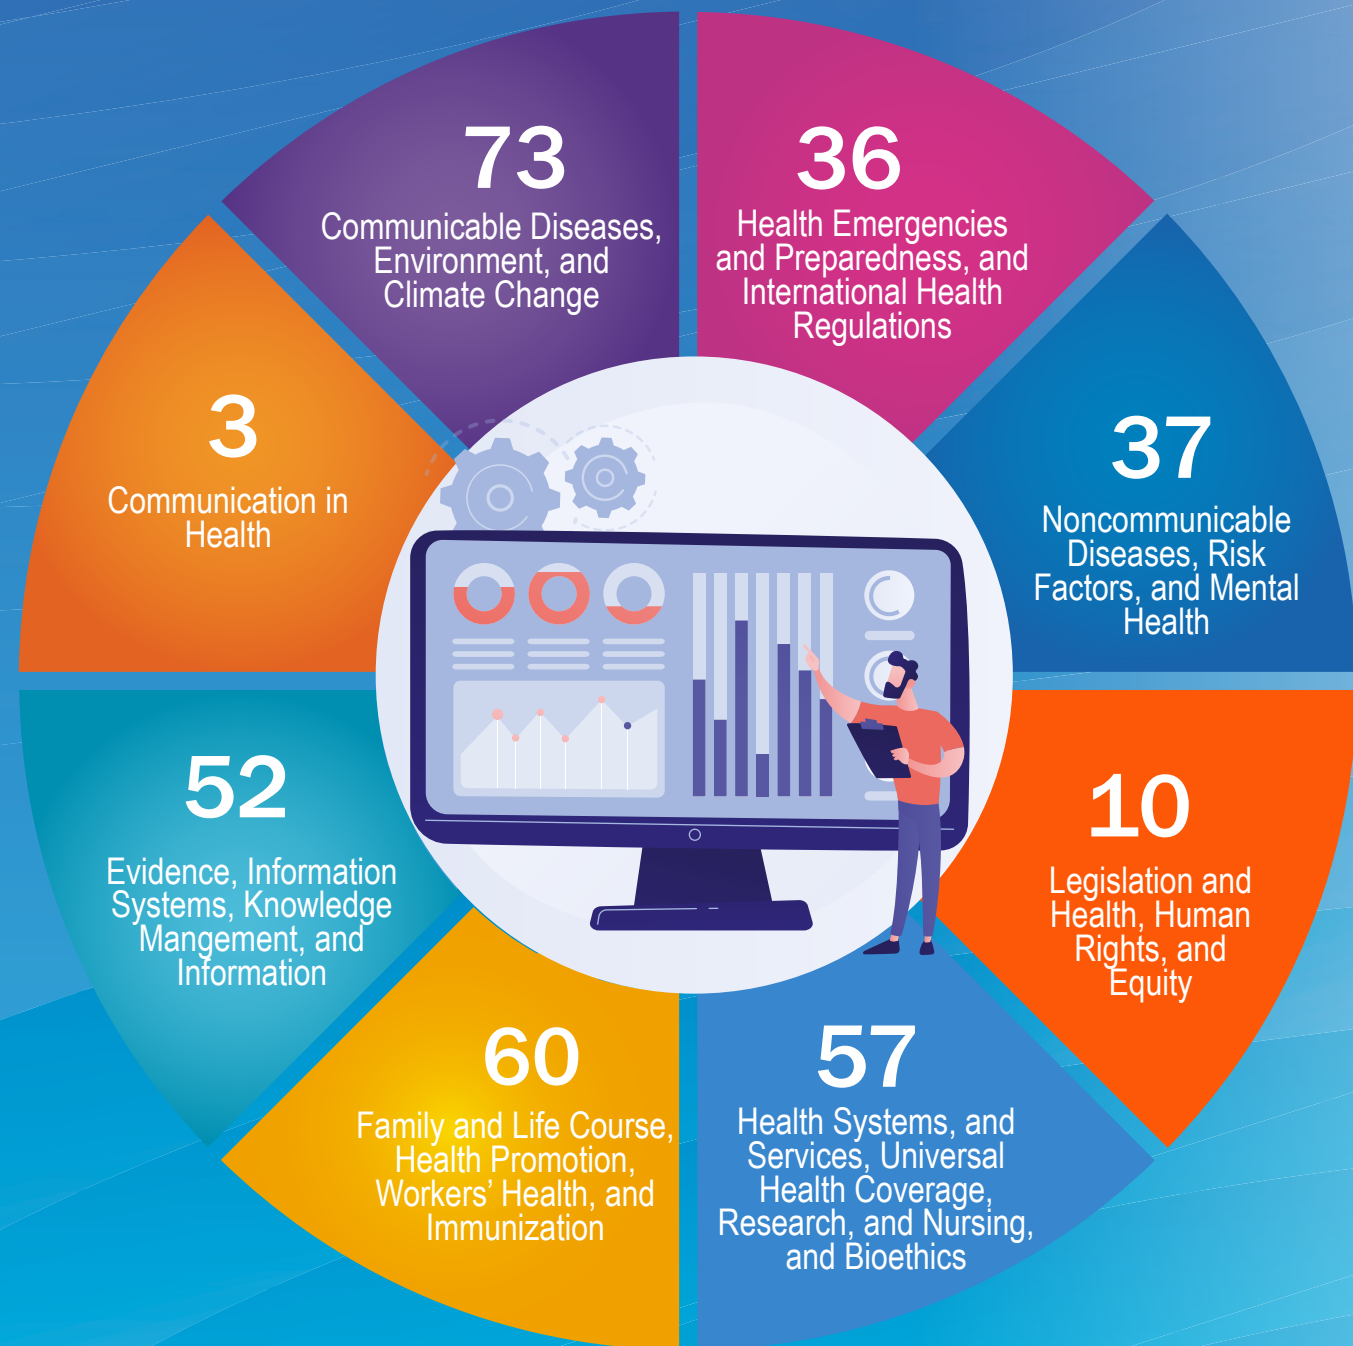 73
Communicable Diseases,
Environment, and
Climate Change
36
Health Emergencies
and Preparedness, and
International Health
Regulations
3
Communication in
Health
37
Noncommunicable
Diseases, Risk
Factors, and Mental
Health
52
Evidence, Information
Systems, Knowledge
Mangement, and
Information
10
Legislation and
Health, Human
Rights, and
Equity
60
Family and Life Course,
Health Promotion,
Workers’ Health, and
Immunization
57
Health Systems, and
Services, Universal
Health Coverage,
Research, and Nursing,
and Bioethics